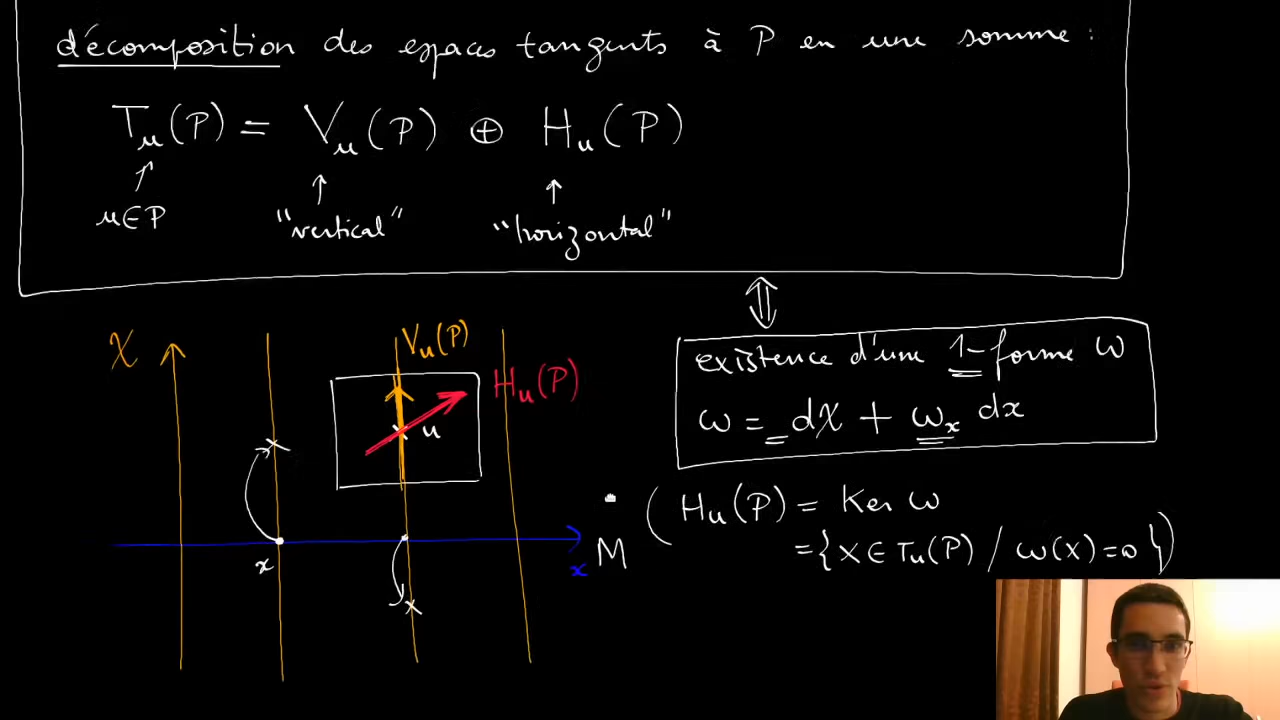 décomposition des espaces tangents à P en une somme :
Tu(P) = Vu(P) ⊕ Hu(P)
u∈P
"vertical"
"horizontal"
χ
Vu(P)
Hu(P)
u
x
x
M
existence d'une 1-forme ω
ω = dχ + ωx dx
( Hu(P) = Ker ω
= {X ∈ Tu(P) / ω(X) = 0 } )